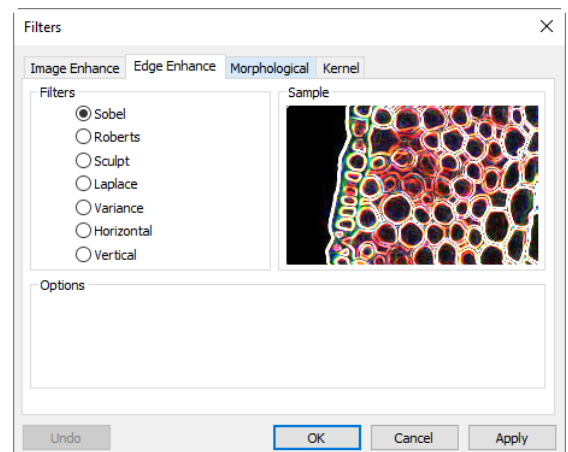 Filters
Image Enhance Edge Enhance Morphological Kernel
Filters
Sobel
Roberts
Sculpt
Laplace
Variance
Horizontal
Vertical
Sample
Options
Undo OK Cancel Apply